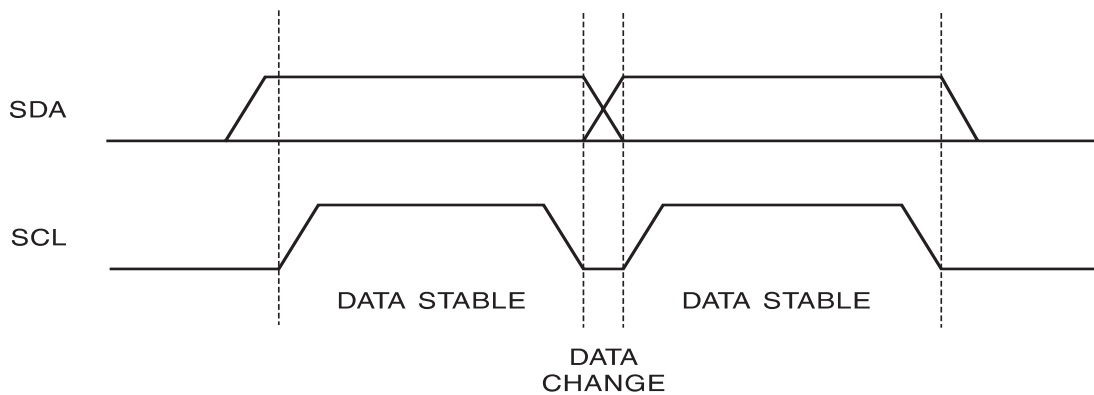 SDA
SCL
DATA STABLE
DATA STABLE
DATA
CHANGE